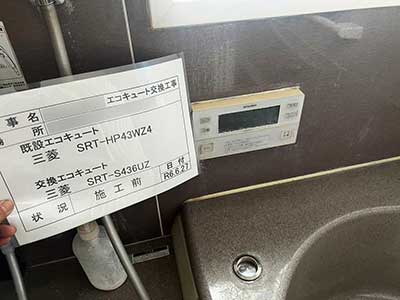 事名
エコキュート交換工事
場所
既設エコキュート
三菱 SRT-HP43WZ4
交換エコキュート
三菱 SRT-S436UZ
状況
施工前
日付
R6.6.27